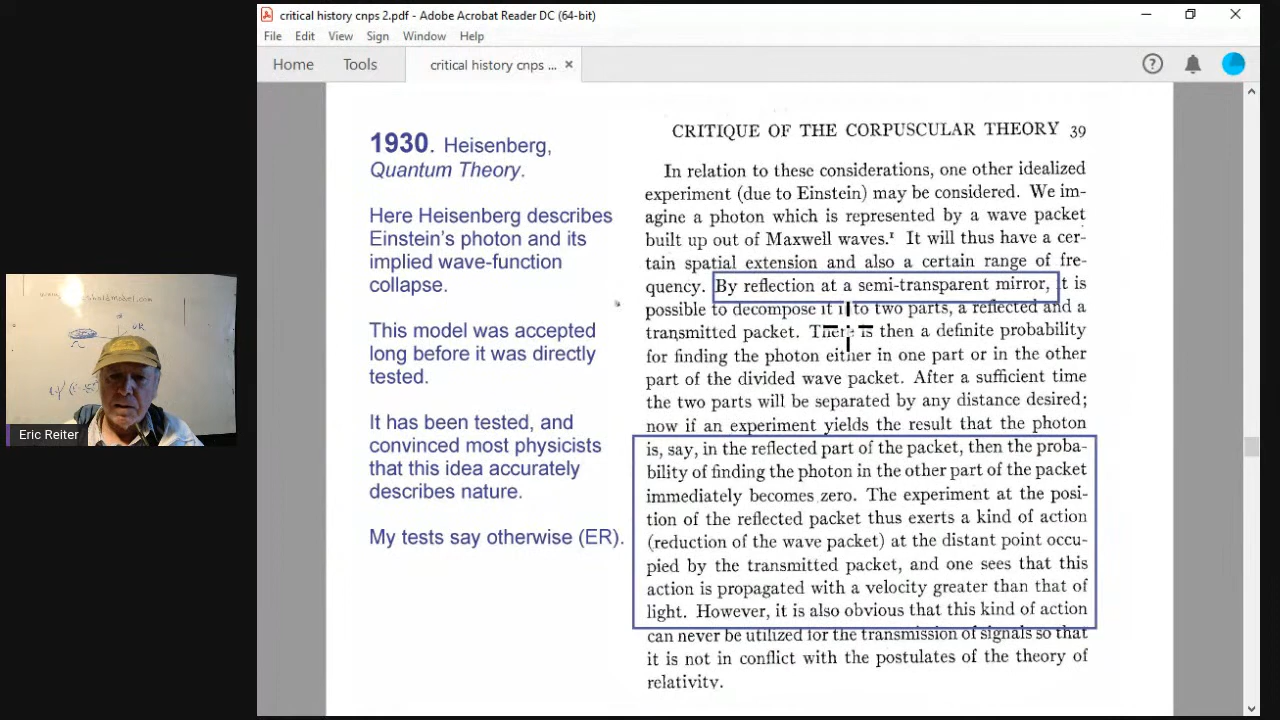 critical history cnps 2.pdf - Adobe Acrobat Reader DC (64-bit)
File Edit View Sign Window Help
Home Tools critical history cnps ... ×
1930. Heisenberg,
Quantum Theory.
Here Heisenberg describes
Einstein's photon and its
implied wave-function
collapse.
This model was accepted
long before it was directly
tested.
It has been tested, and
convinced most physicists
that this idea accurately
describes nature.
My tests say otherwise (ER).
CRITIQUE OF THE CORPUSCULAR THEORY 39
In relation to these considerations, one other idealized
experiment (due to Einstein) may be considered. We im-
agine a photon which is represented by a wave packet
built up out of Maxwell waves.¹ It will thus have a cer-
tain spatial extension and also a certain range of fre-
quency. By reflection at a semi-transparent mirror, it is
possible to decompose it into two parts, a reflected and a
transmitted packet. There is then a definite probability
for finding the photon either in one part or in the other
part of the divided wave packet. After a sufficient time
the two parts will be separated by any distance desired;
now if an experiment yields the result that the photon
is, say, in the reflected part of the packet, then the proba-
bility of finding the photon in the other part of the packet
immediately becomes zero. The experiment at the posi-
tion of the reflected packet thus exerts a kind of action
(reduction of the wave packet) at the distant point occu-
pied by the transmitted packet, and one sees that this
action is propagated with a velocity greater than that of
light. However, it is also obvious that this kind of action
can never be utilized for the transmission of signals so that
it is not in conflict with the postulates of the theory of
relativity.
Eric Reiter